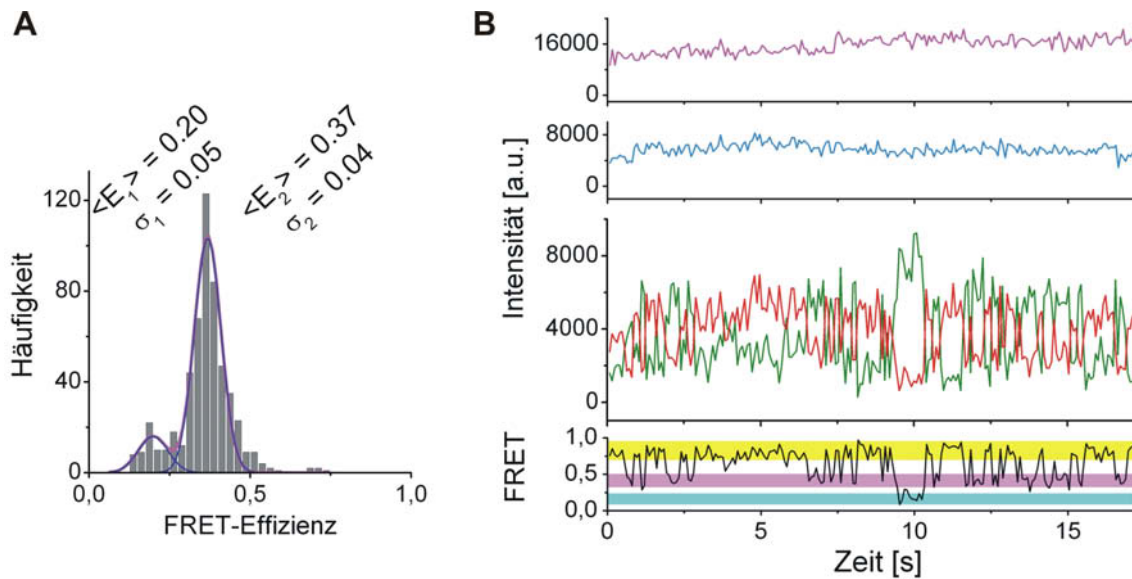 A
<E1> = 0.20
σ1 = 0.05
<E2> = 0.37
σ2 = 0.04
120
80
40
0
Häufigkeit
0,0
0,5
1,0
FRET-Effizienz
B
16000
0
8000
0
Intensität [a.u.]
8000
4000
0
FRET
1,0
0,5
0,0
0
5
10
15
Zeit [s]